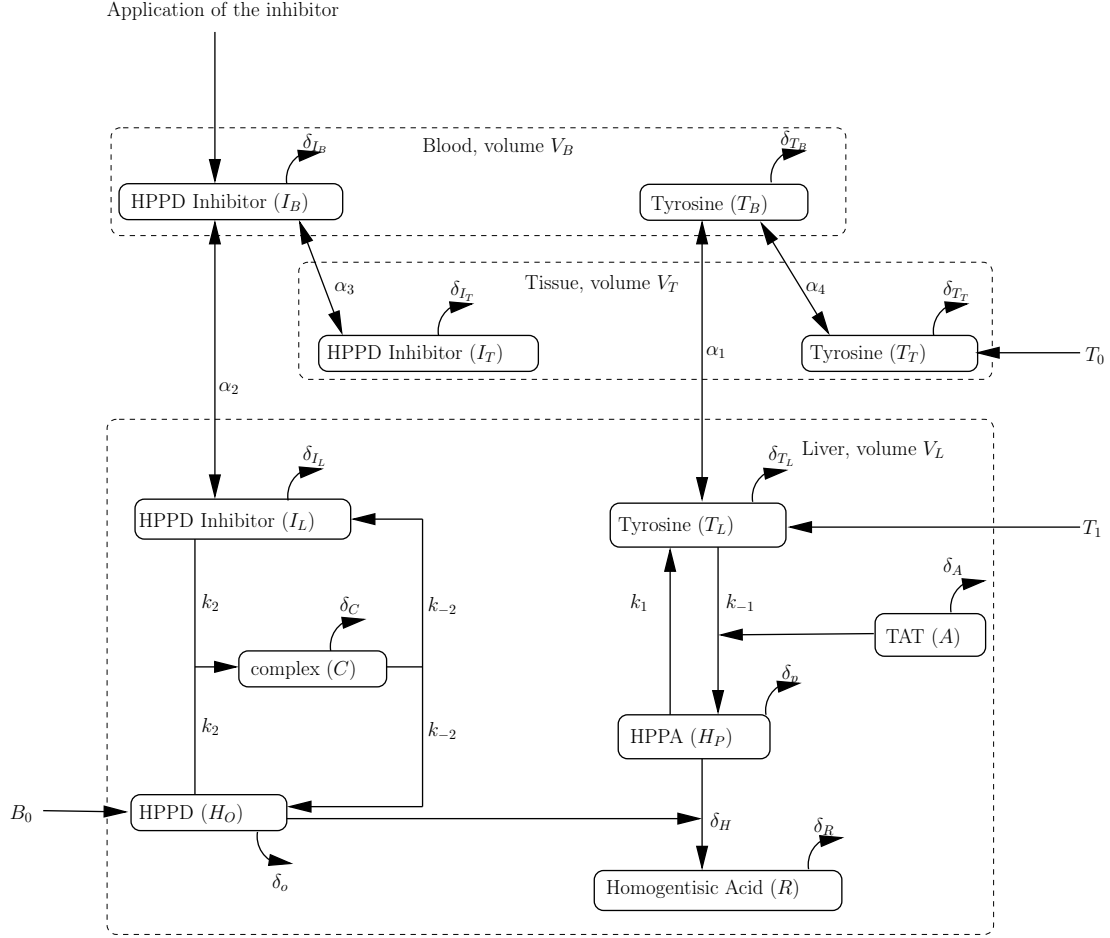 Application of the inhibitor
Blood, volume V_B
δ_{I_B}
δ_{T_B}
HPPD Inhibitor (I_B)
Tyrosine (T_B)
Tissue, volume V_T
α_3
δ_{I_T}
α_4
δ_{T_T}
HPPD Inhibitor (I_T)
α_1
Tyrosine (T_T)
T_0
α_2
Liver, volume V_L
δ_{I_L}
δ_{T_L}
HPPD Inhibitor (I_L)
Tyrosine (T_L)
T_1
δ_A
k_2
δ_C
k_{-2}
k_1
k_{-1}
TAT (A)
complex (C)
δ_p
k_2
k_{-2}
HPPA (H_P)
B_0
HPPD (H_O)
δ_H
δ_R
δ_o
Homogentisic Acid (R)